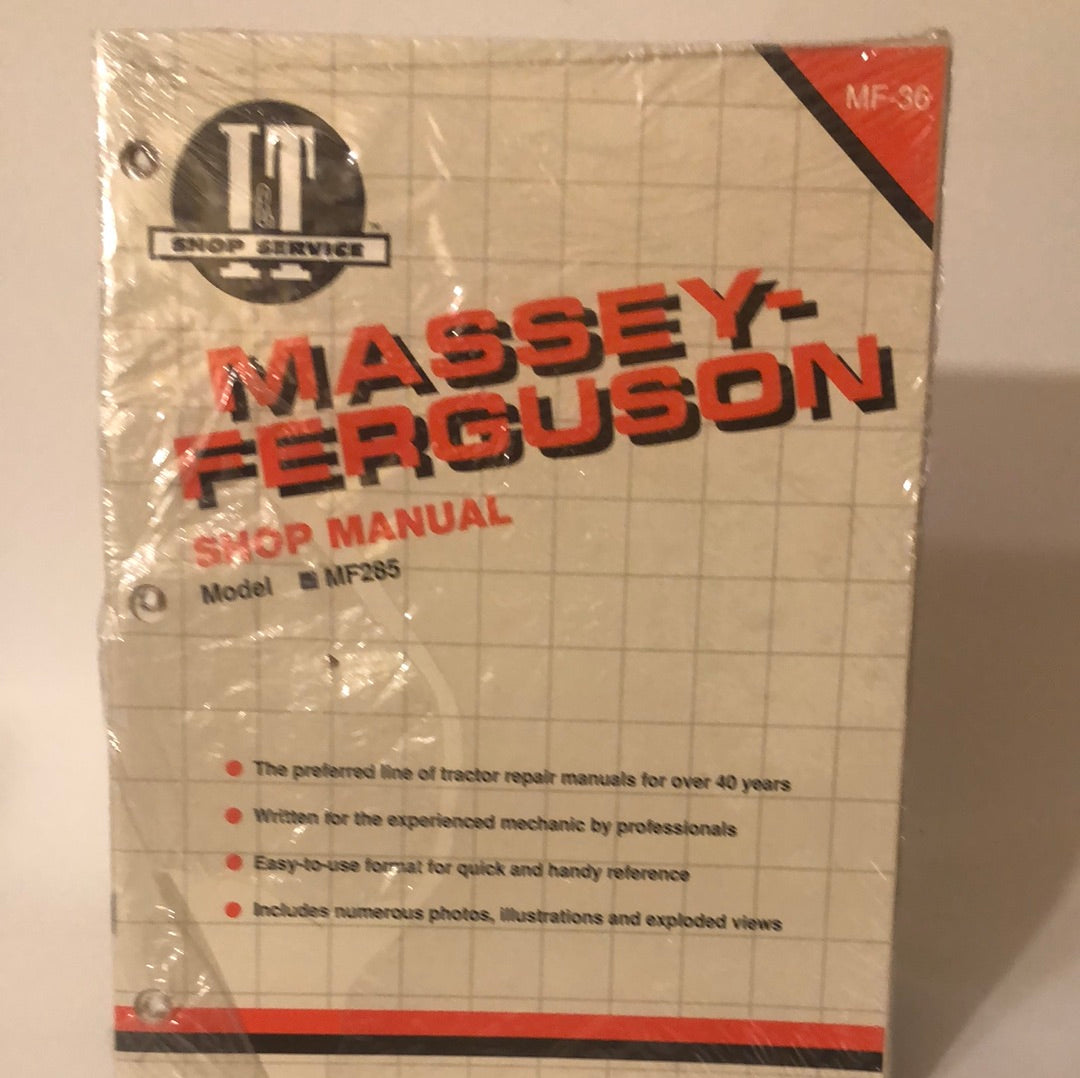 MF-36
I&T
SHOP SERVICE
MASSEY-
FERGUSON
SHOP MANUAL
Model ■ MF285
● The preferred line of tractor repair manuals for over 40 years
● Written for the experienced mechanic by professionals
● Easy-to-use format for quick and handy reference
● Includes numerous photos, illustrations and exploded views